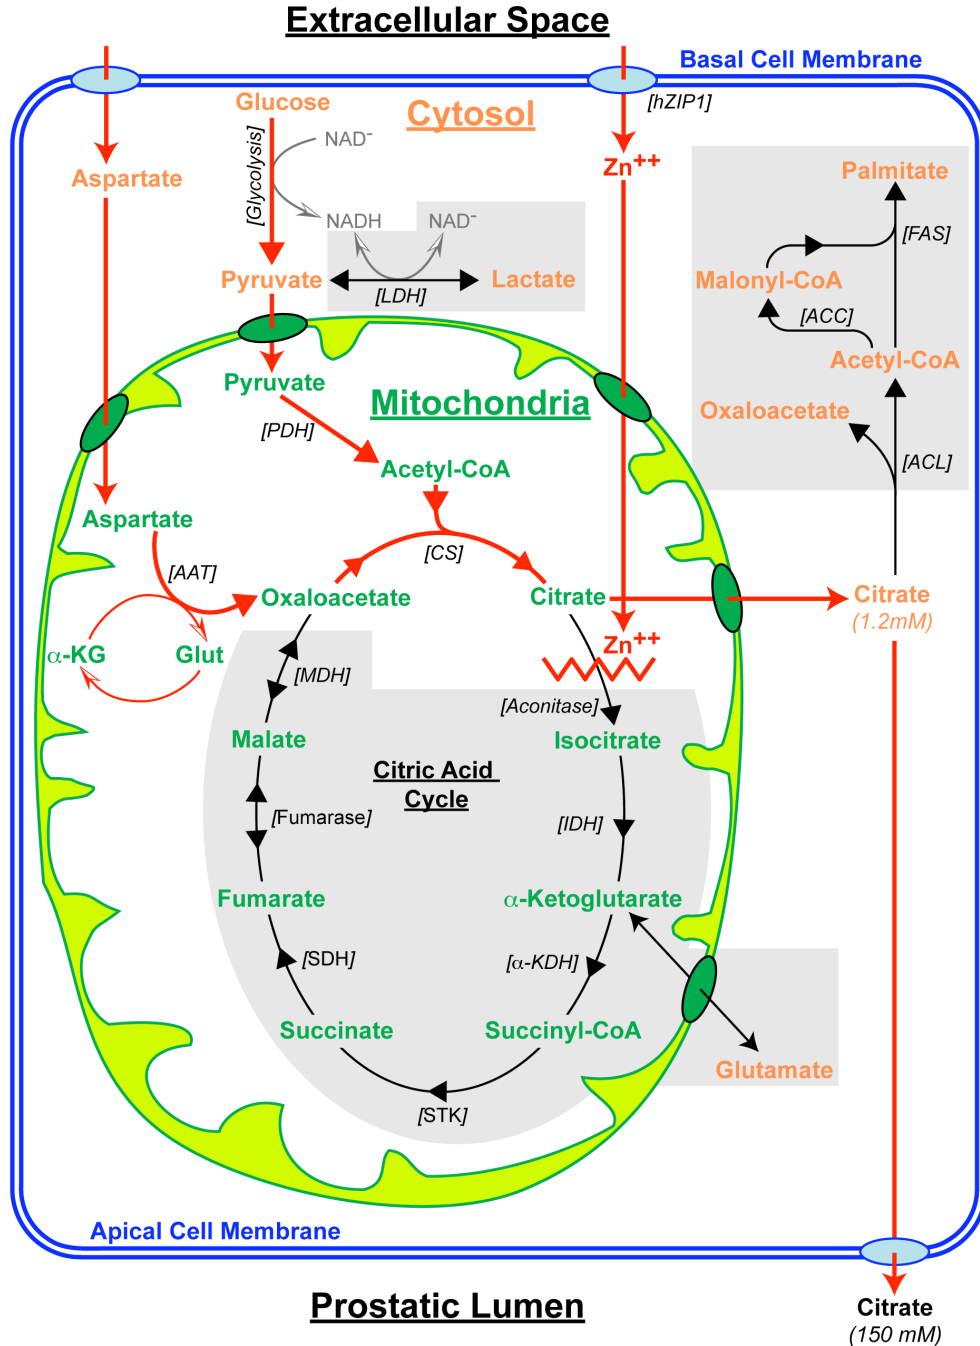 Extracellular Space
Basal Cell Membrane
[hZIP1]
Glucose
Cytosol
NAD⁻
[Glycolysis]
Zn⁺⁺
Palmitate
Aspartate
NADH
NAD⁻
[FAS]
Pyruvate
Lactate
Malonyl-CoA
[LDH]
[ACC]
Acetyl-CoA
Pyruvate
Mitochondria
Oxaloacetate
[PDH]
Acetyl-CoA
[ACL]
Aspartate
[CS]
[AAT]
Oxaloacetate
Citrate
Citrate
(1.2mM)
α-KG
Glut
Zn⁺⁺
[MDH]
[Aconitase]
Malate
Isocitrate
Citric Acid
Cycle
[Fumarase]
[IDH]
Fumarate
α-Ketoglutarate
[SDH]
[α-KDH]
Succinate
Succinyl-CoA
Glutamate
[STK]
Apical Cell Membrane
Prostatic Lumen
Citrate
(150 mM)